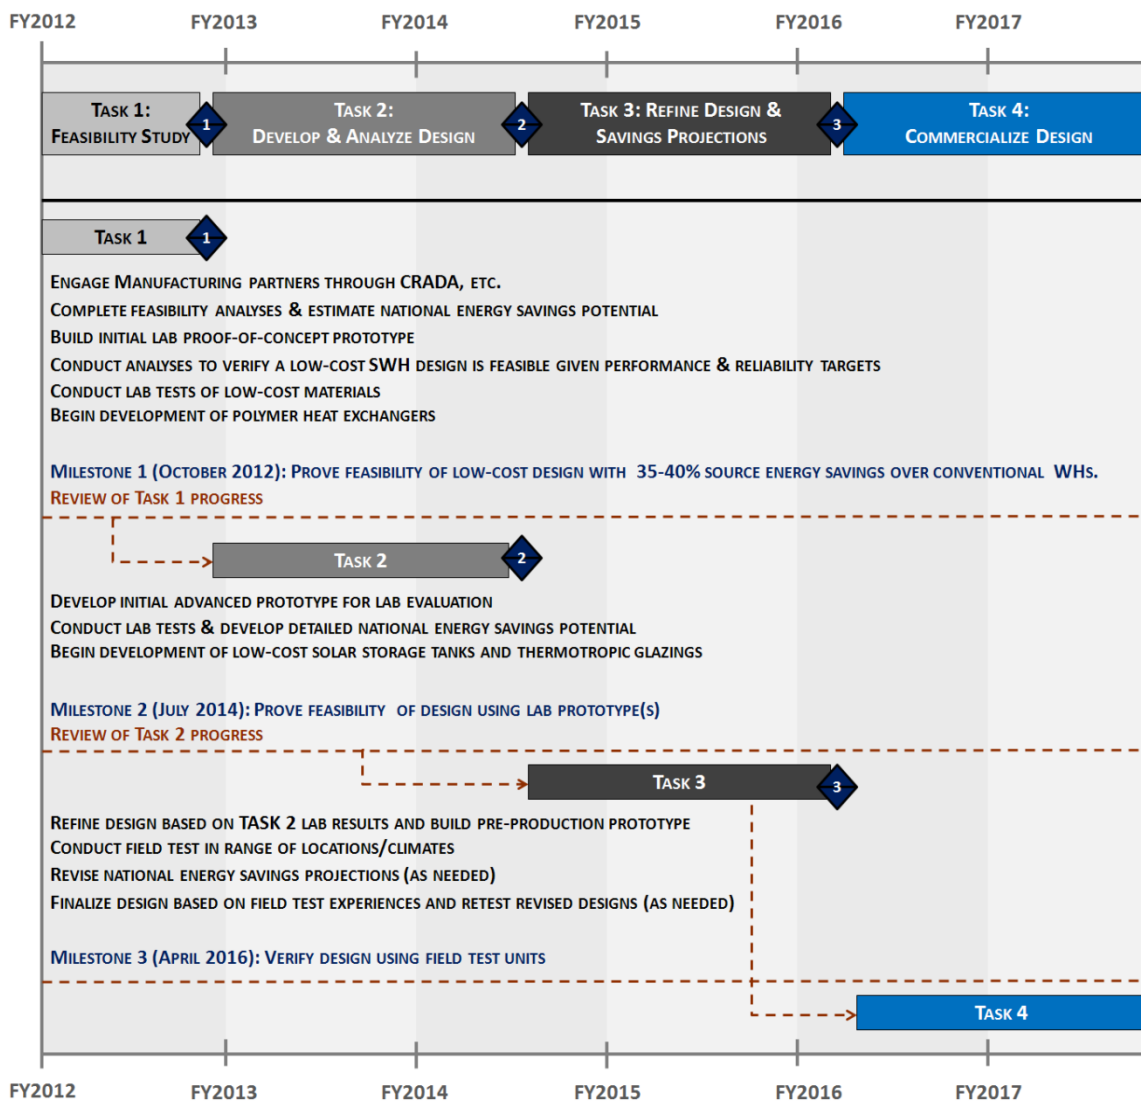 FY2012 FY2013 FY2014 FY2015 FY2016 FY2017
Task 1:
Feasibility Study
1
Task 2:
Develop & Analyze Design
2
Task 3: Refine Design &
Savings Projections
3
Task 4:
Commercialize Design
Task 1
1
Engage Manufacturing partners through CRADA, etc.
Complete feasibility analyses & estimate national energy savings potential
Build initial lab proof-of-concept prototype
Conduct analyses to verify a low-cost SWH design is feasible given performance & reliability targets
Conduct lab tests of low-cost materials
Begin development of polymer heat exchangers
Milestone 1 (October 2012): Prove feasibility of low-cost design with 35-40% source energy savings over conventional WHs.
Review of Task 1 progress
Task 2
2
Develop initial advanced prototype for lab evaluation
Conduct lab tests & develop detailed national energy savings potential
Begin development of low-cost solar storage tanks and thermotropic glazings
Milestone 2 (July 2014): Prove feasibility of design using lab prototype(s)
Review of Task 2 progress
Task 3
3
Refine design based on TASK 2 lab results and build pre-production prototype
Conduct field test in range of locations/climates
Revise national energy savings projections (as needed)
Finalize design based on field test experiences and retest revised designs (as needed)
Milestone 3 (April 2016): Verify design using field test units
Task 4
FY2012 FY2013 FY2014 FY2015 FY2016 FY2017